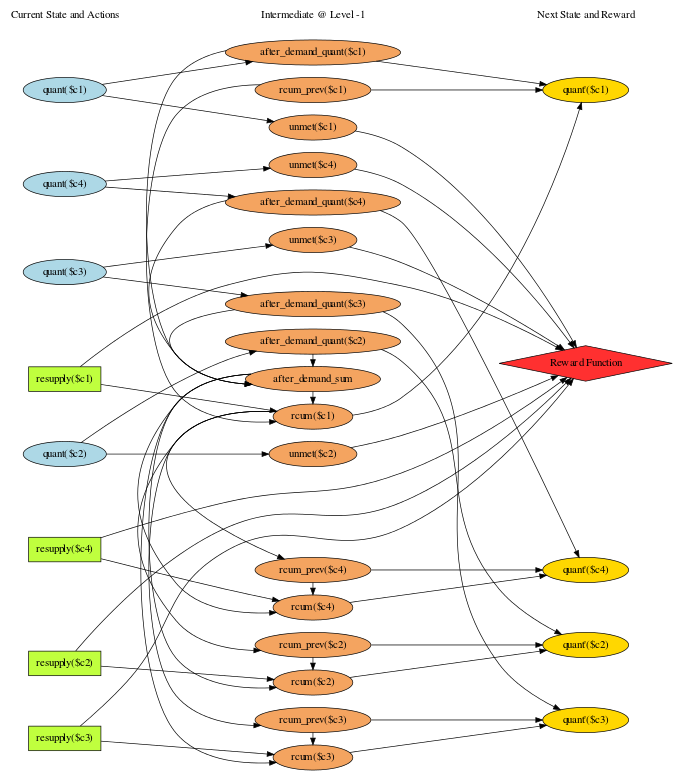 Current State and Actions
Intermediate @ Level -1
Next State and Reward
after_demand_quant($c1)
quant($c1)
rcum_prev($c1)
quant'($c1)
unmet($c1)
unmet($c4)
quant($c4)
after_demand_quant($c4)
unmet($c3)
quant($c3)
after_demand_quant($c3)
after_demand_quant($c2)
Reward Function
resupply($c1)
after_demand_sum
rcum($c1)
quant($c2)
unmet($c2)
resupply($c4)
rcum_prev($c4)
quant'($c4)
rcum($c4)
rcum_prev($c2)
quant'($c2)
resupply($c2)
rcum($c2)
rcum_prev($c3)
quant'($c3)
resupply($c3)
rcum($c3)